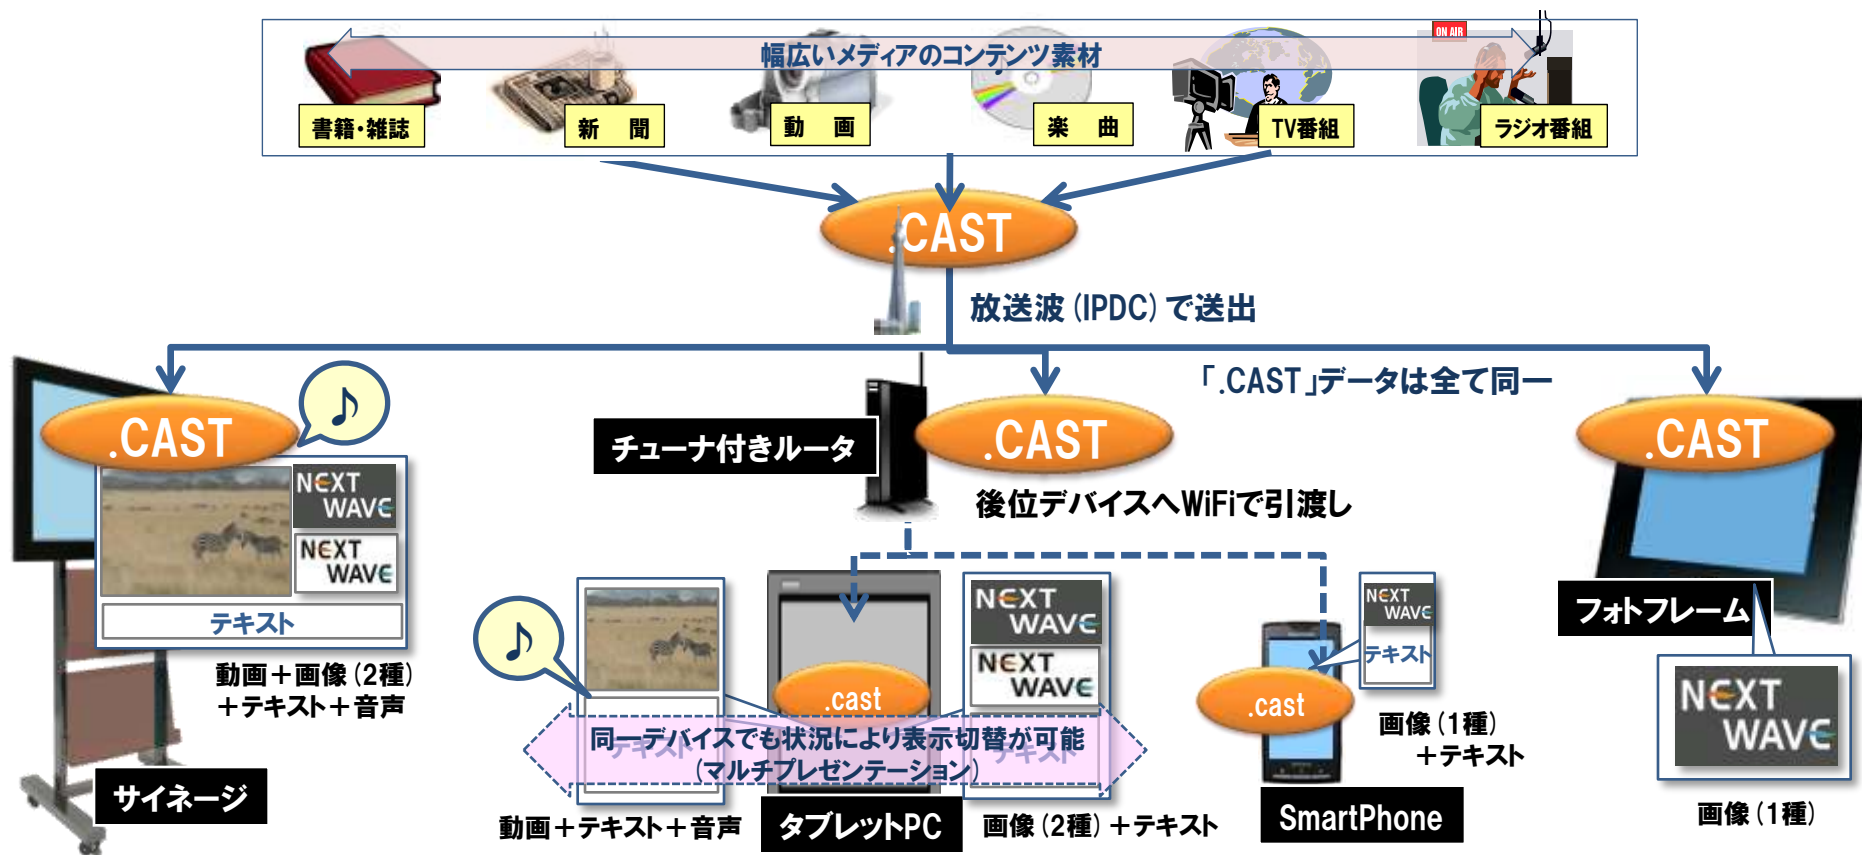 ON AIR
幅広いメディアのコンテンツ素材
書籍・雑誌
新　聞
動　画
楽　曲
TV番組
ラジオ番組
.CAST
放送波（IPDC）で送出
「.CAST」データは全て同一
.CAST
♪
NEXT
WAVE
NEXT
WAVE
テキスト
動画＋画像（2種）
＋テキスト＋音声
サイネージ
チューナ付きルータ
.CAST
後位デバイスへWiFiで引渡し
♪
テキスト
動画＋テキスト＋音声
.cast
タブレットPC
NEXT
WAVE
NEXT
WAVE
テキスト
画像（2種）＋テキスト
同一デバイスでも状況により表示切替が可能
（マルチプレゼンテーション）
.cast
NEXT
WAVE
テキスト
画像（1種）
＋テキスト
SmartPhone
.CAST
フォトフレーム
NEXT
WAVE
画像（1種）